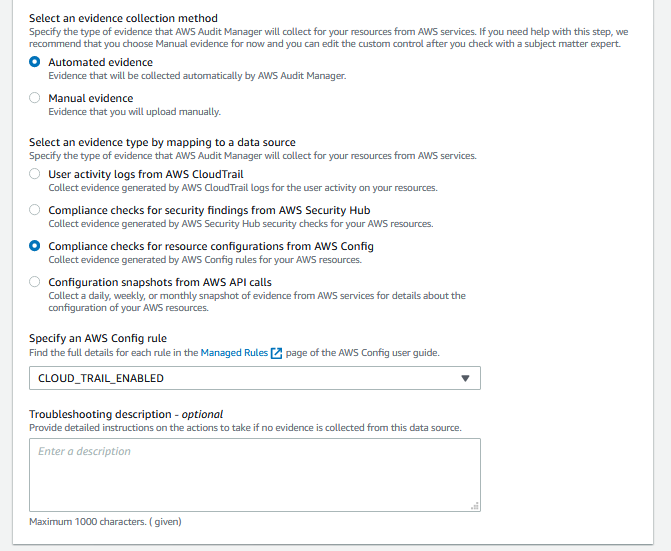 Select an evidence collection method
Specify the type of evidence that AWS Audit Manager will collect for your resources from AWS services. If you need help with this step, we
recommend that you choose Manual evidence for now and you can edit the custom control after you check with a subject matter expert.
Automated evidence
Evidence that will be collected automatically by AWS Audit Manager.
Manual evidence
Evidence that you will upload manually.
Select an evidence type by mapping to a data source
Specify the type of evidence that AWS Audit Manager will collect for your resources from AWS services.
User activity logs from AWS CloudTrail
Collect evidence generated by AWS CloudTrail logs for the user activity on your resources.
Compliance checks for security findings from AWS Security Hub
Collect evidence generated by AWS Security Hub security checks for your AWS resources.
Compliance checks for resource configurations from AWS Config
Collect evidence generated by AWS Config rules for your AWS resources.
Configuration snapshots from AWS API calls
Collect a daily, weekly, or monthly snapshot of evidence from AWS services for details about the
configuration of your AWS resources.
Specify an AWS Config rule
Find the full details for each rule in the Managed Rules page of the AWS Config user guide.
CLOUD_TRAIL_ENABLED
Troubleshooting description - optional
Provide detailed instructions on the actions to take if no evidence is collected from this data source.
Enter a description
Maximum 1000 characters. ( given)